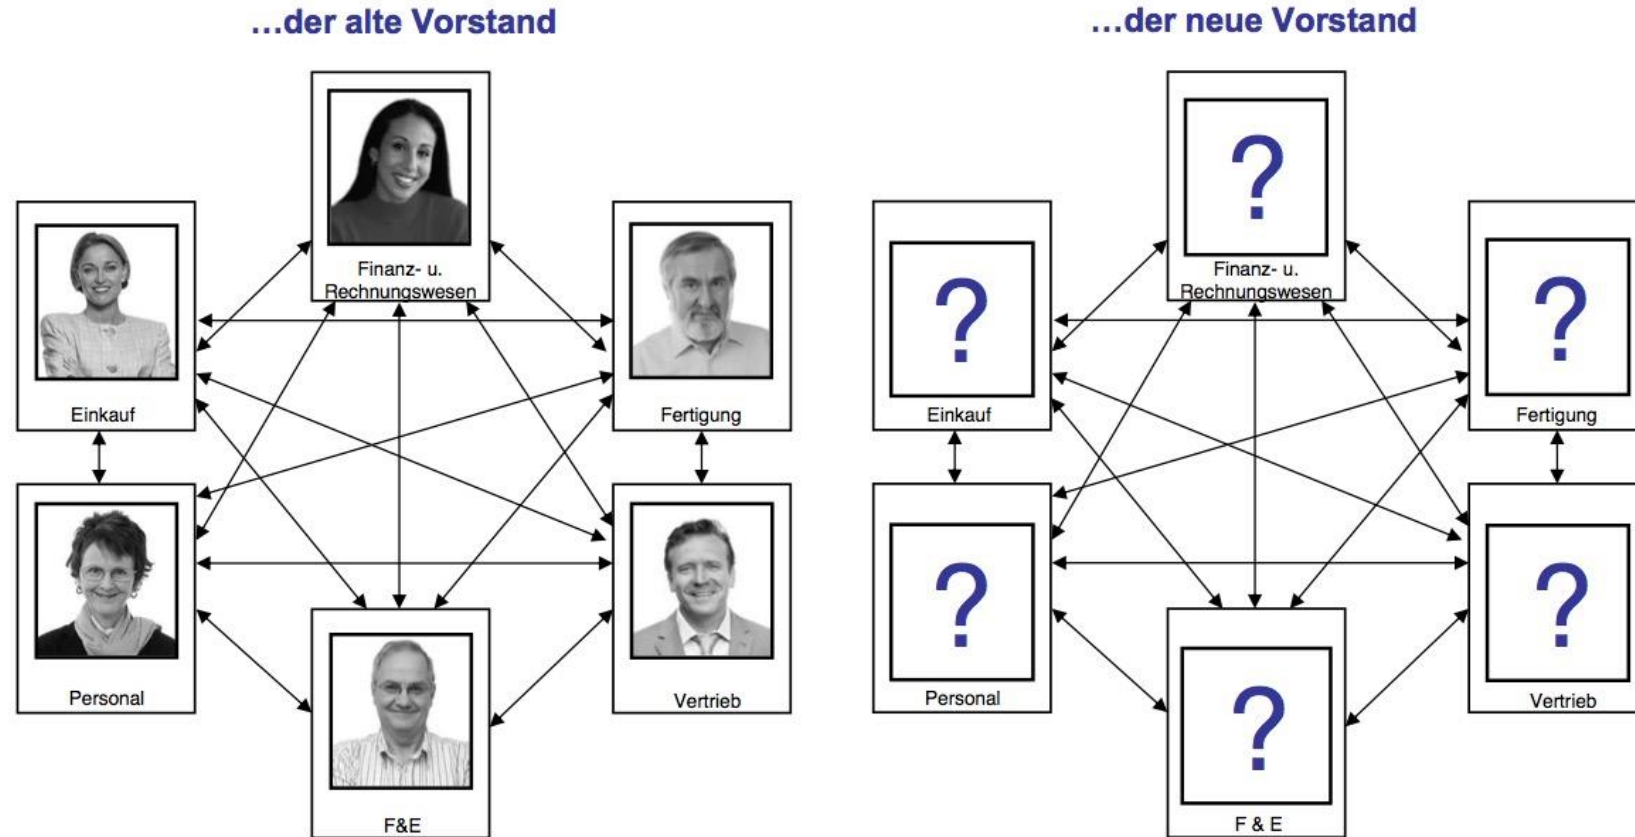 …der alte Vorstand
Finanz- u.
Rechnungswesen
Einkauf
Fertigung
Personal
Vertrieb
F&E
…der neue Vorstand
?
Finanz- u.
Rechnungswesen
?
Einkauf
?
Fertigung
?
Personal
?
Vertrieb
?
F & E